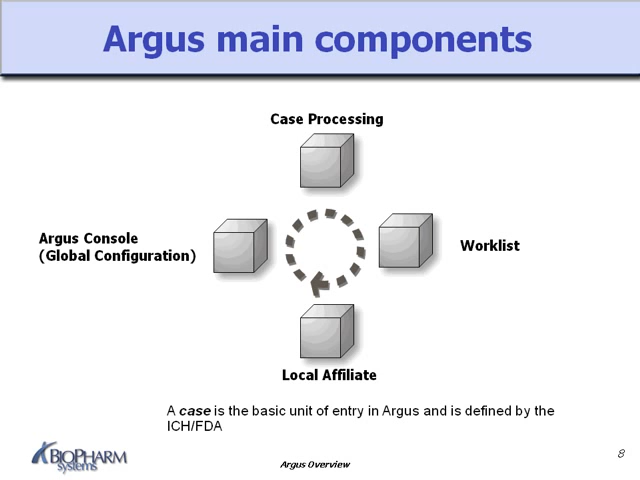 Argus main components
Case Processing
Argus Console
(Global Configuration)
Worklist
Local Affiliate
A case is the basic unit of entry in Argus and is defined by the
ICH/FDA
BIOPHARM
systems
Argus Overview
8